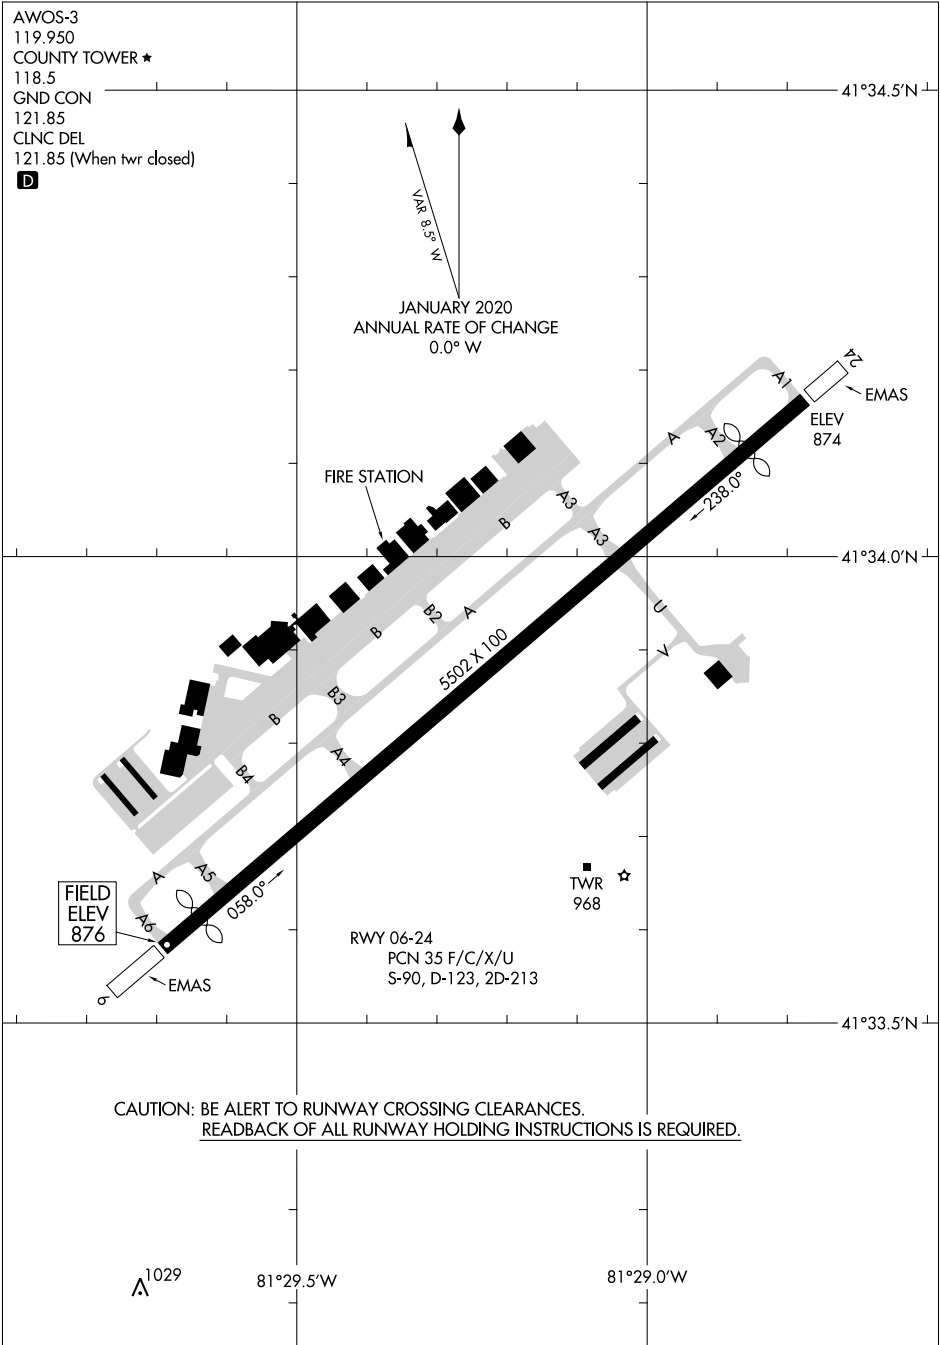 AWOS-3
119.950
COUNTY TOWER ★
118.5
GND CON
121.85
CLNC DEL
121.85 (When twr closed)
D
41°34.5'N
VAR 8.5° W
JANUARY 2020
ANNUAL RATE OF CHANGE
0.0° W
24
EMAS
A1
ELEV
874
A
A2
238.0°
FIRE STATION
A3
B
A3
41°34.0'N
B2
A
U
B
V
5502 X 100
B3
B
A4
B4
A
A5
TWR
968
058.0°
FIELD
ELEV
876
A6
RWY 06-24
PCN 35 F/C/X/U
S-90, D-123, 2D-213
EMAS
6
41°33.5'N
CAUTION: BE ALERT TO RUNWAY CROSSING CLEARANCES.
READBACK OF ALL RUNWAY HOLDING INSTRUCTIONS IS REQUIRED.
1029
81°29.5'W
81°29.0'W